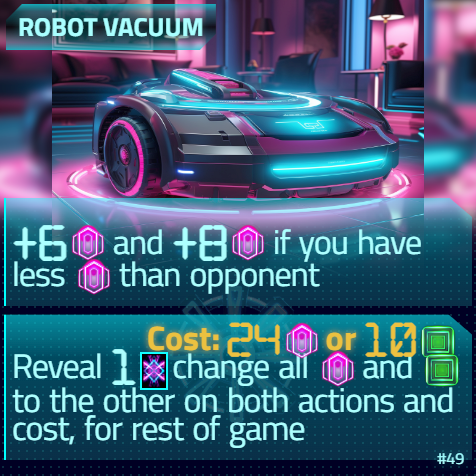 ROBOT VACUUM
+6 and +8 if you have
less than opponent
Cost: 24 or 10
Reveal 1 change all and
to the other on both actions and
cost, for rest of game
#49